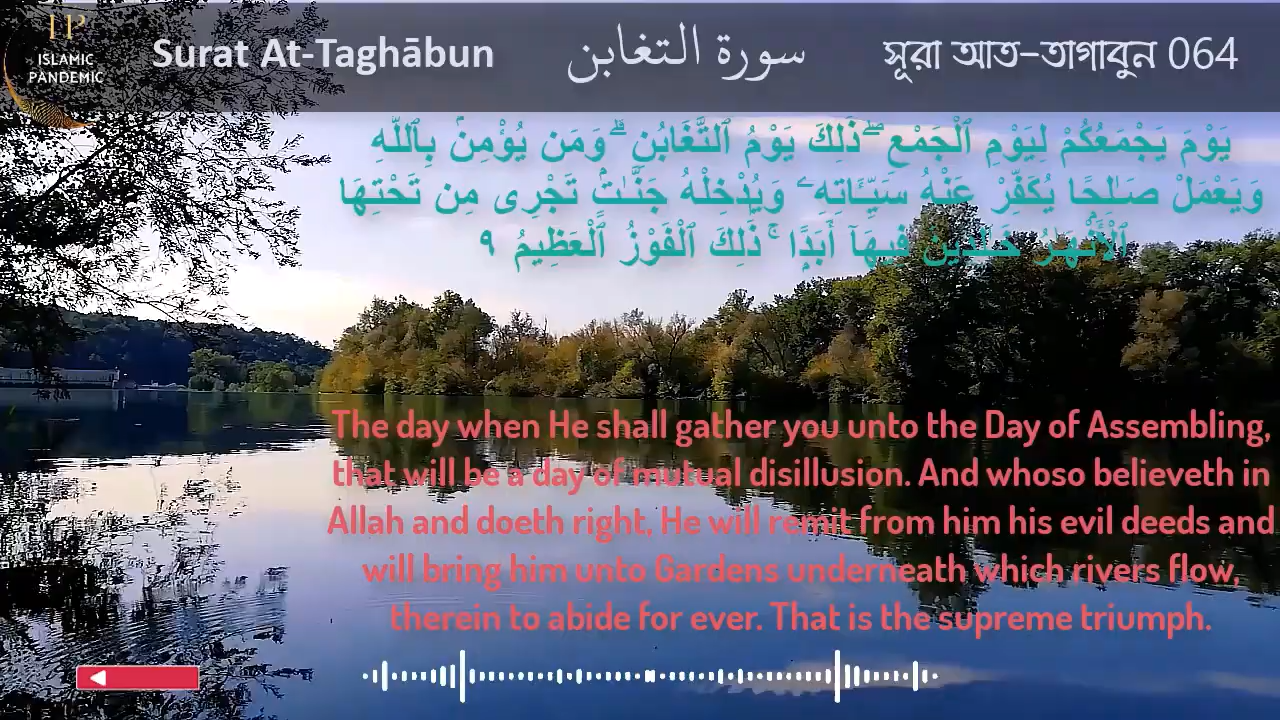 IP
ISLAMIC
PANDEMIC
Surat At-Taghābun
سورة التغابن
সূরা আত-তাগাবুন 064
يَوْمَ يَجْمَعُكُمْ لِيَوْمِ ٱلْجَمْعِ ۖ ذَٰلِكَ يَوْمُ ٱلتَّغَابُنِ ۗ وَمَن يُؤْمِنۢ بِٱللَّهِ
وَيَعْمَلْ صَـٰلِحًا يُكَفِّرْ عَنْهُ سَيِّـَٔاتِهِۦ وَيُدْخِلْهُ جَنَّـٰتٍ تَجْرِى مِن تَحْتِهَا
ٱلْأَنْهَـٰرُ خَـٰلِدِينَ فِيهَآ أَبَدًا ۚ ذَٰلِكَ ٱلْفَوْزُ ٱلْعَظِيمُ ٩
The day when He shall gather you unto the Day of Assembling,
that will be a day of mutual disillusion. And whoso believeth in
Allah and doeth right, He will remit from him his evil deeds and
will bring him unto Gardens underneath which rivers flow,
therein to abide for ever. That is the supreme triumph.